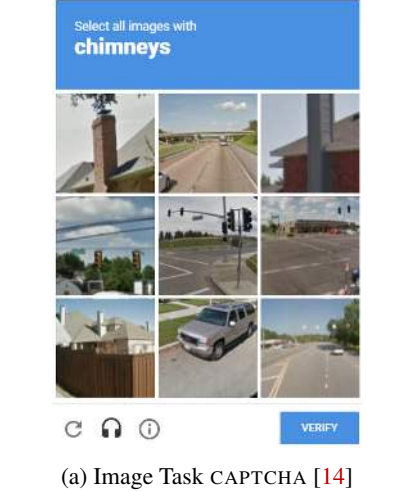 Select all images with
chimneys
VERIFY
(a) Image Task CAPTCHA [14]